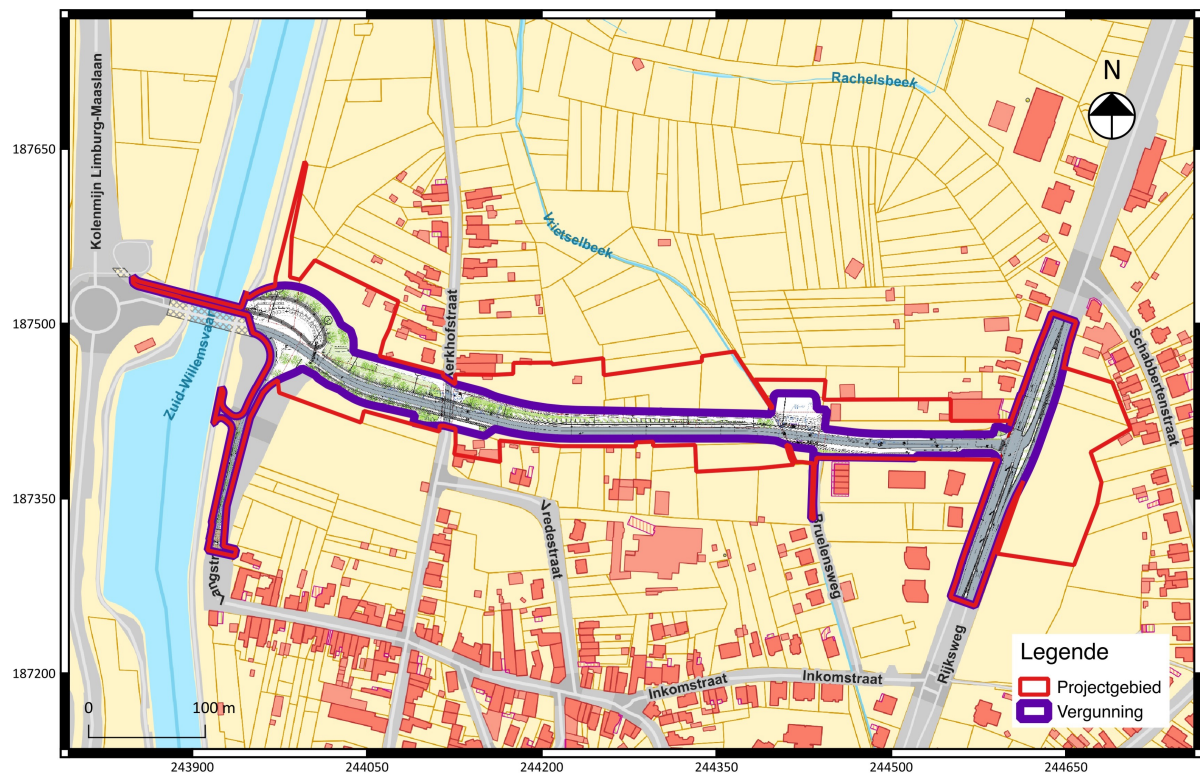 Kolenmijn Limburg-Maaslaan
Rachelsbeek
N
187650
Vrietselbeek
187500
Zuid-Willemsvaart
Kerkhofstraat
Schabbertenstraat
187350
Vredestraat
Bruelensweg
Langstr
Rijksweg
Inkomstraat
Inkomstraat
187200
Legende
Projectgebied
Vergunning
0
100 m
243900
244050
244200
244350
244500
244650